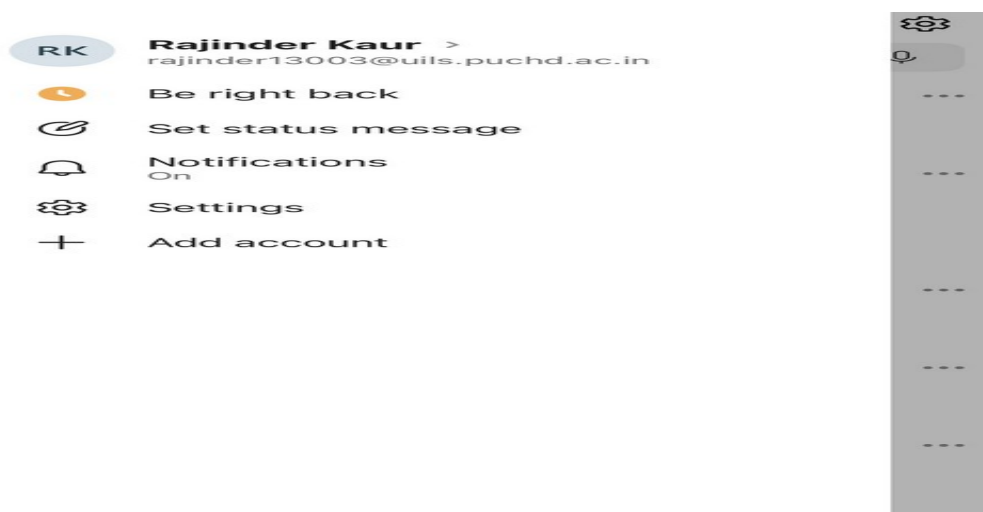 RK
Rajinder Kaur >
rajinder13003@uils.puchd.ac.in
Be right back
Set status message
Notifications
On
Settings
Add account